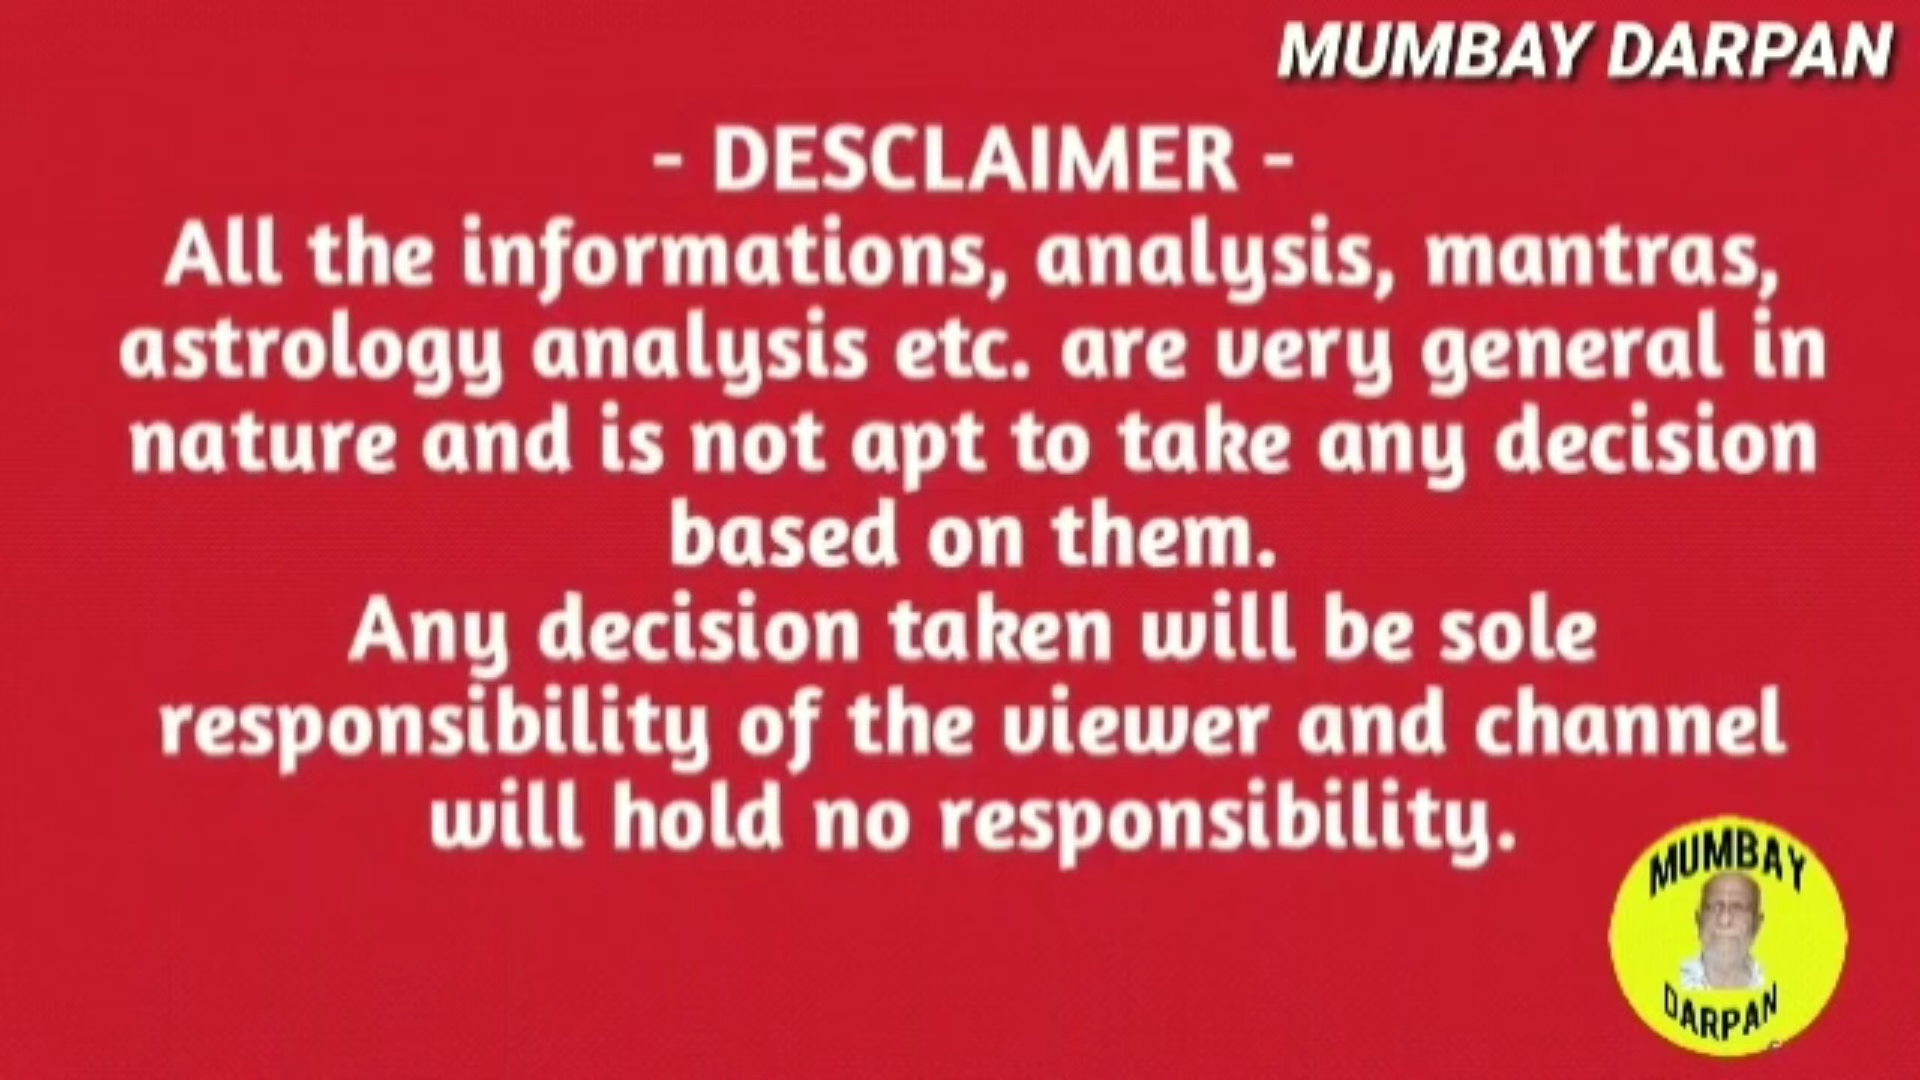 MUMBAY DARPAN
- DESCLAIMER -
All the informations, analysis, mantras,
astrology analysis etc. are very general in
nature and is not apt to take any decision
based on them.
Any decision taken will be sole
responsibility of the viewer and channel
will hold no responsibility.
MUMBAY
DARPAN